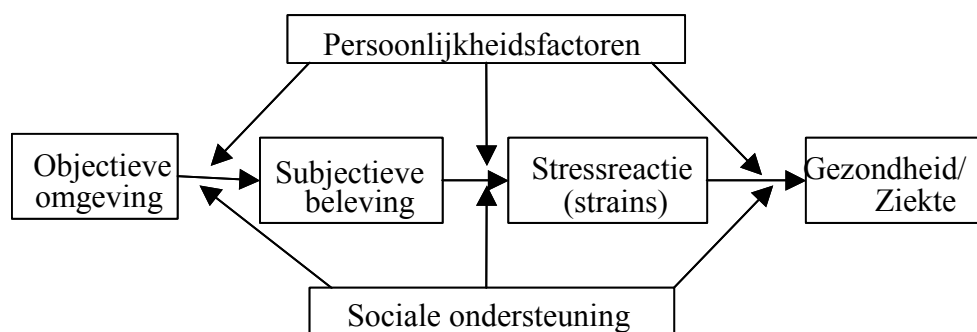 Persoonlijkheidsfactoren
Objectieve
omgeving
Subjectieve
beleving
Stressreactie
(strains)
Gezondheid/
Ziekte
Sociale ondersteuning